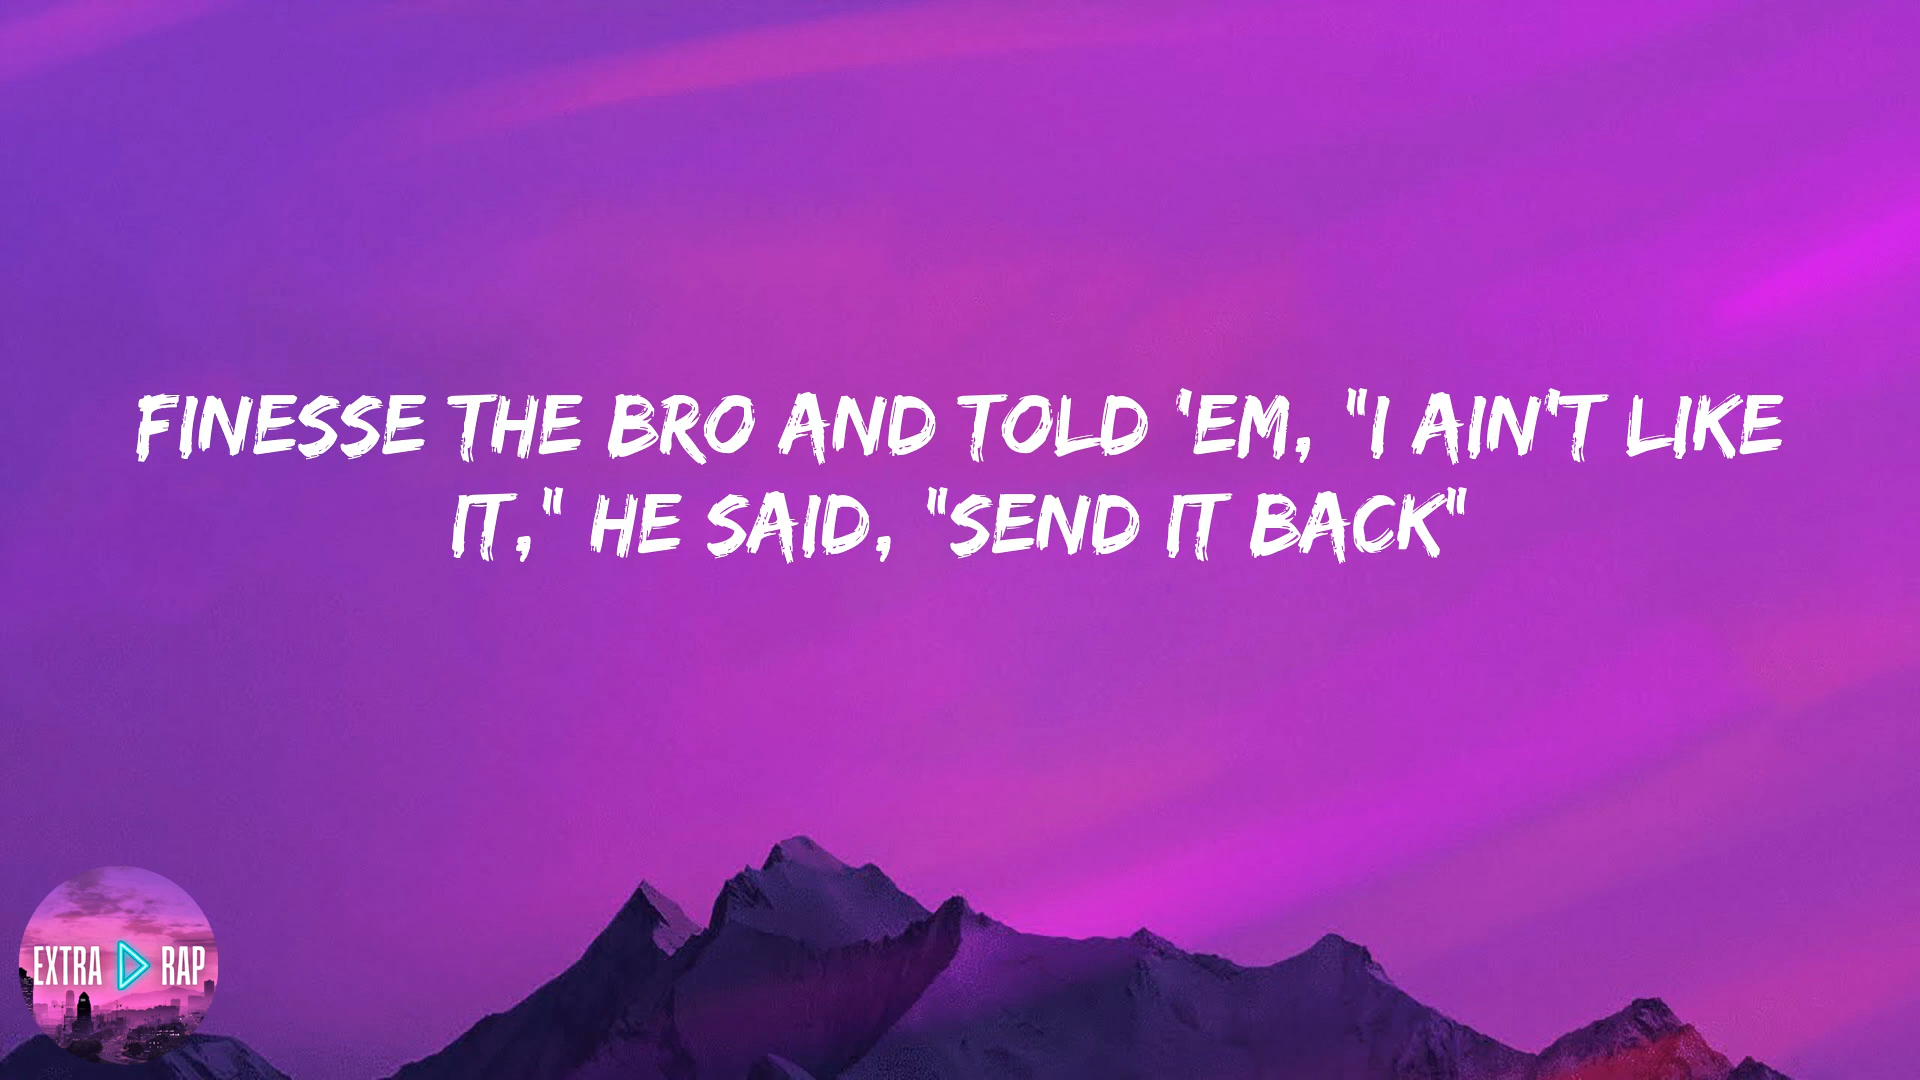 FINESSE THE BRO AND TOLD 'EM, "I AIN'T LIKE
IT," HE SAID, "SEND IT BACK"
EXTRA RAP